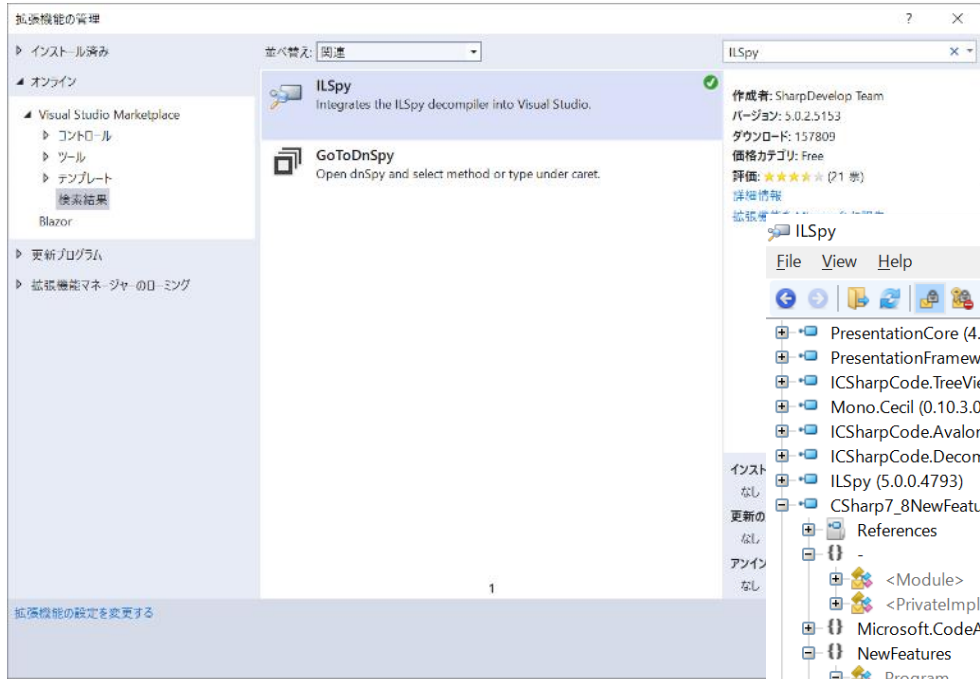 拡張機能の管理
インストール済み
オンライン
Visual Studio Marketplace
コントロール
ツール
テンプレート
検索結果
Blazor
更新プログラム
拡張機能マネージャーのローミング
拡張機能の設定を変更する
並べ替え: 関連
ILSpy
Integrates the ILSpy decompiler into Visual Studio.
GoToDnSpy
Open dnSpy and select method or type under caret.
1
ILSpy
作成者: SharpDevelop Team
バージョン: 5.0.2.5153
ダウンロード: 157809
価格カテゴリ: Free
評価: (21 票)
詳細情報
インスト
なし
更新の
なし
アンイン
なし
ILSpy
File View Help
PresentationCore (4.
PresentationFramew
ICSharpCode.TreeVie
Mono.Cecil (0.10.3.0
ICSharpCode.Avalon
ICSharpCode.Decom
ILSpy (5.0.0.4793)
CSharp7_8NewFeatu
References
{} -
<Module>
<PrivateImpl
{} Microsoft.CodeA
{} NewFeatures
Program